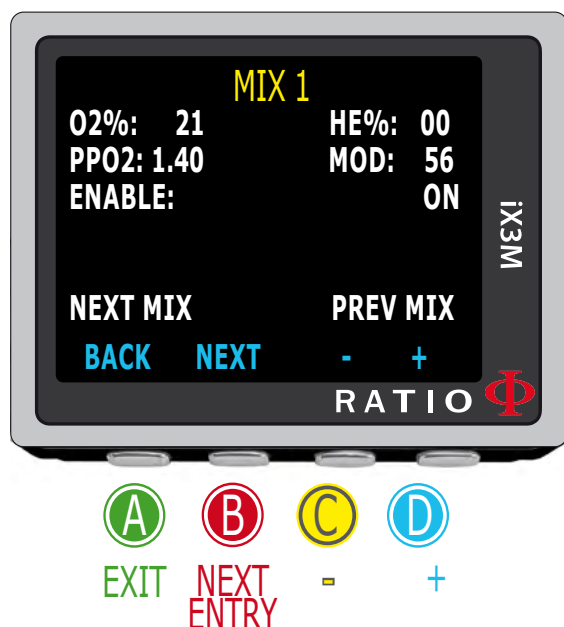 MIX 1
O2%: 21 HE%: 00
PPO2: 1.40 MOD: 56
ENABLE: ON
NEXT MIX PREV MIX
BACK NEXT - +
iX3M
RATIO Φ
A B C D
EXIT NEXT ENTRY - +